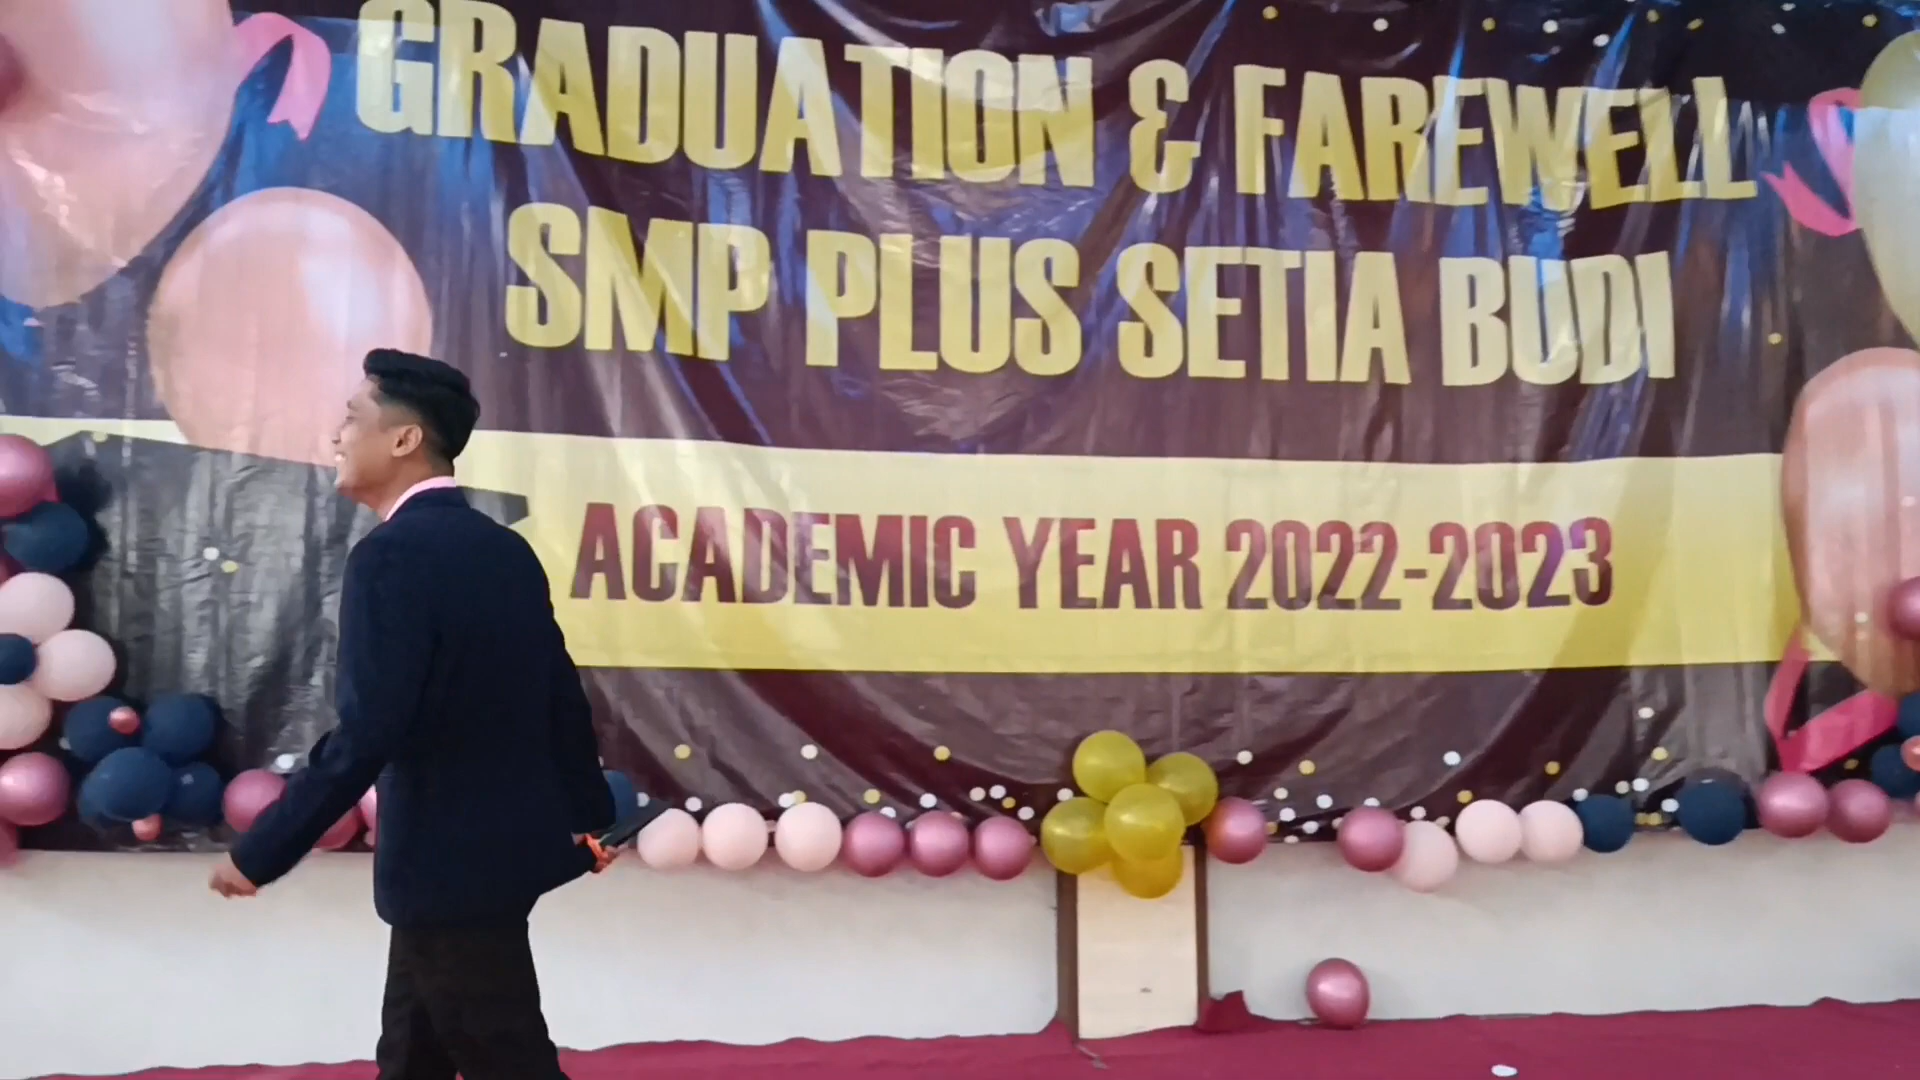 GRADUATION & FAREWELL
SMP PLUS SETIA BUDI
ACADEMIC YEAR 2022-2023